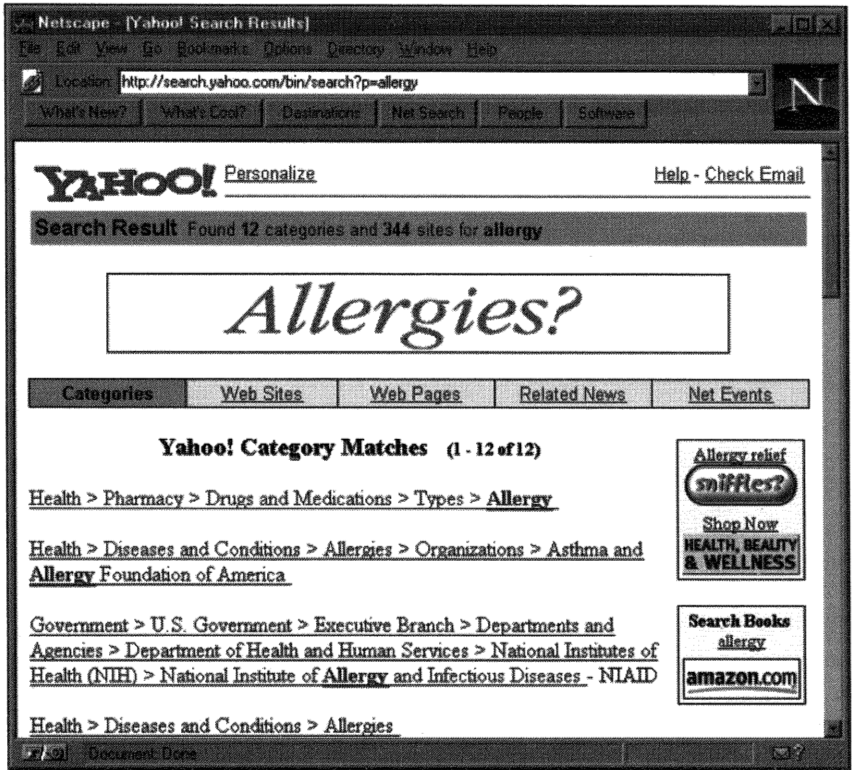 Netscape - [Yahoo! Search Results]
File Edit View Go Bookmarks Options Directory Window Help
Location: http://search.yahoo.com/bin/search?p=allergy
N
What's New? What's Cool? Destinations Net Search People Software
YAHOO! Personalize Help - Check Email
Search Result Found 12 categories and 344 sites for allergy
Allergies?
Categories Web Sites Web Pages Related News Net Events
Yahoo! Category Matches (1 - 12 of 12)
Health > Pharmacy > Drugs and Medications > Types > Allergy
Health > Diseases and Conditions > Allergies > Organizations > Asthma and
Allergy Foundation of America
Government > U.S. Government > Executive Branch > Departments and
Agencies > Department of Health and Human Services > National Institutes of
Health (NIH) > National Institute of Allergy and Infectious Diseases - NIAID
Health > Diseases and Conditions > Allergies
Allergy relief
sniffles?
Shop Now
HEALTH, BEAUTY
& WELLNESS
Search Books
allergy
amazon.com
Document: Done
?